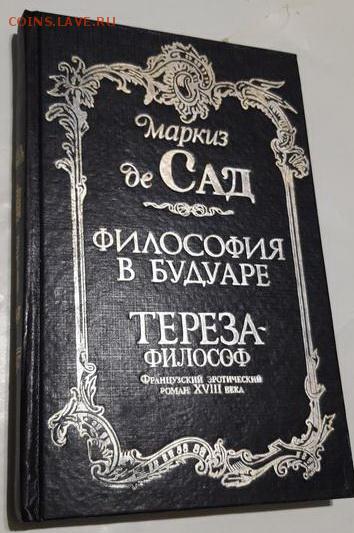 COINS.LAVE.RU
Маркиз
де САД
ФИЛОСОФИЯ
В БУДУАРЕ
ТЕРЕЗА-
ФИЛОСОФ
Французский эротический
роман XVIII века